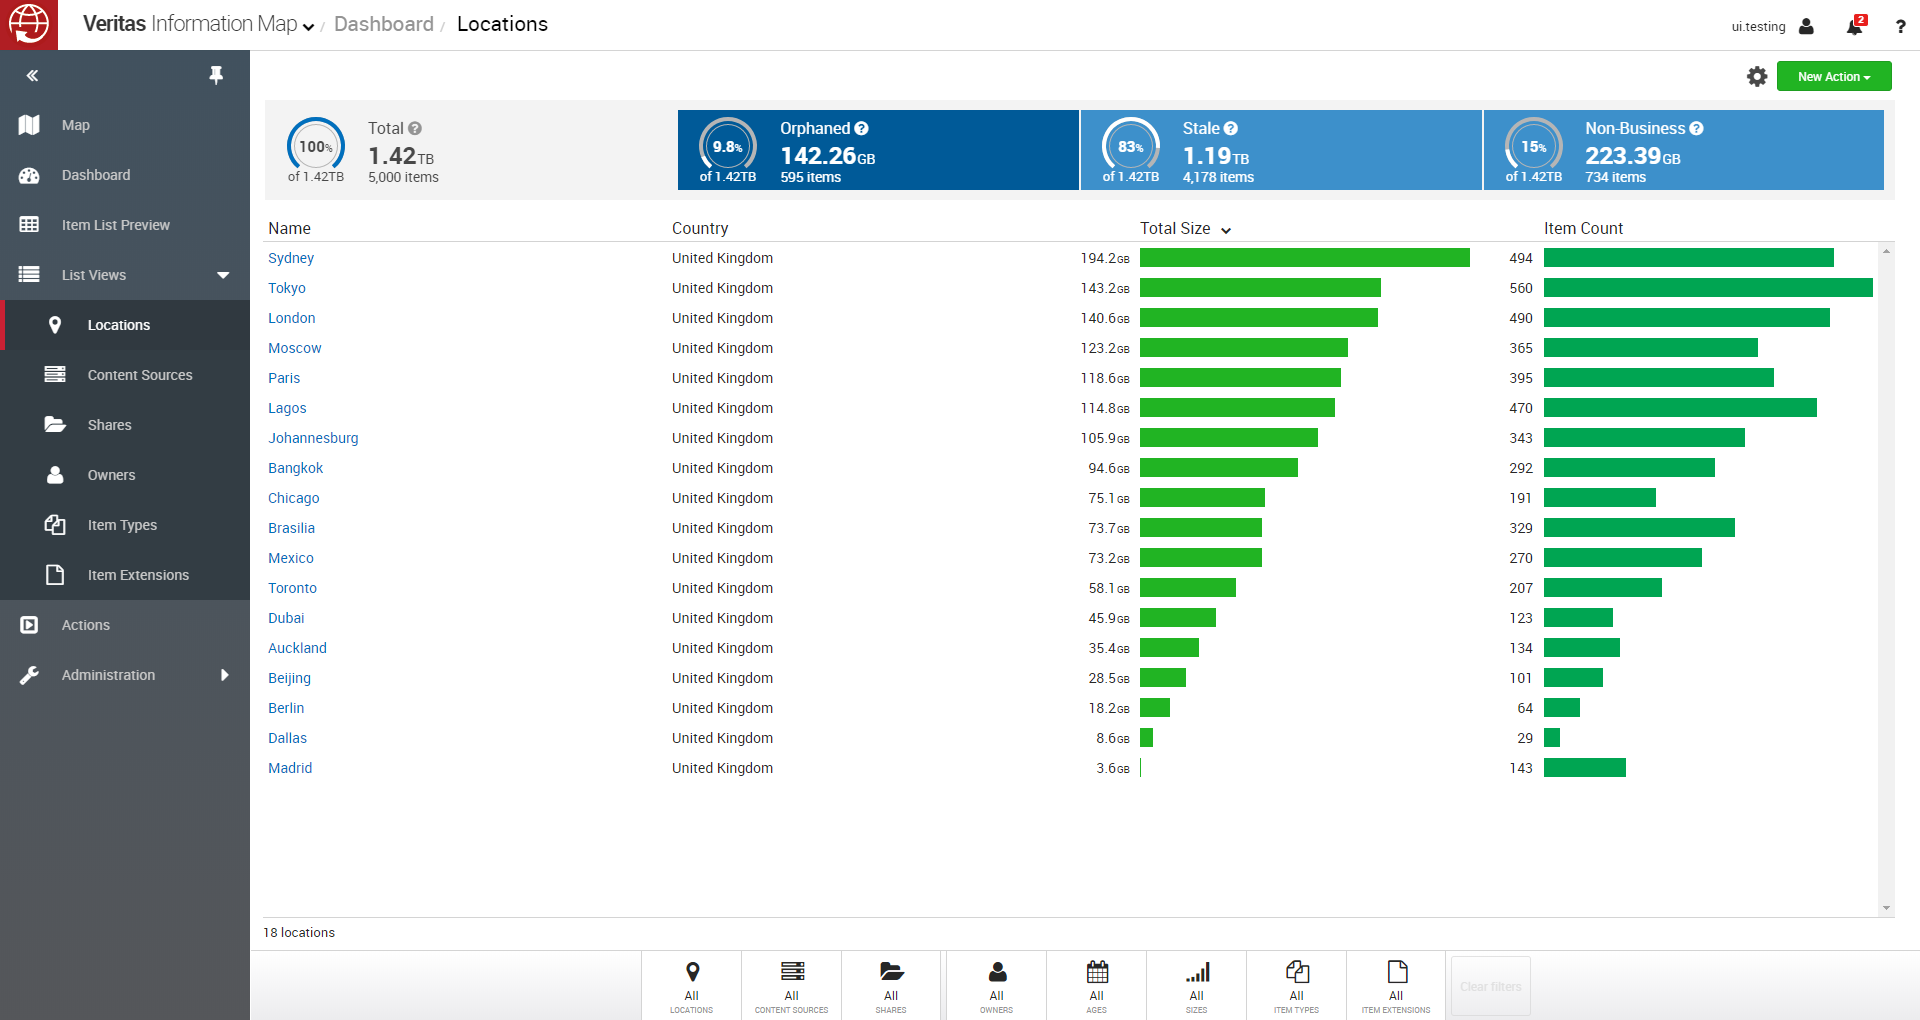 Veritas Information Map / Dashboard / Locations
ui.testing
2
?
Map
Dashboard
Item List Preview
List Views
Locations
Content Sources
Shares
Owners
Item Types
Item Extensions
Actions
Administration
New Action
100%
of 1.42TB
Total ?
1.42TB
5,000 items
9.8%
of 1.42TB
Orphaned ?
142.26GB
595 items
83%
of 1.42TB
Stale ?
1.19TB
4,178 items
15%
of 1.42TB
Non-Business ?
223.39GB
734 items
Name Country Total Size Item Count
Sydney United Kingdom 194.2GB 494
Tokyo United Kingdom 143.2GB 560
London United Kingdom 140.6GB 490
Moscow United Kingdom 123.2GB 365
Paris United Kingdom 118.6GB 395
Lagos United Kingdom 114.8GB 470
Johannesburg United Kingdom 105.9GB 343
Bangkok United Kingdom 94.6GB 292
Chicago United Kingdom 75.1GB 191
Brasilia United Kingdom 73.7GB 329
Mexico United Kingdom 73.2GB 270
Toronto United Kingdom 58.1GB 207
Dubai United Kingdom 45.9GB 123
Auckland United Kingdom 35.4GB 134
Beijing United Kingdom 28.5GB 101
Berlin United Kingdom 18.2GB 64
Dallas United Kingdom 8.6GB 29
Madrid United Kingdom 3.6GB 143
18 locations
All
LOCATIONS
All
CONTENT SOURCES
All
SHARES
All
OWNERS
All
AGES
All
SIZES
All
ITEM TYPES
All
ITEM EXTENSIONS
Clear filters